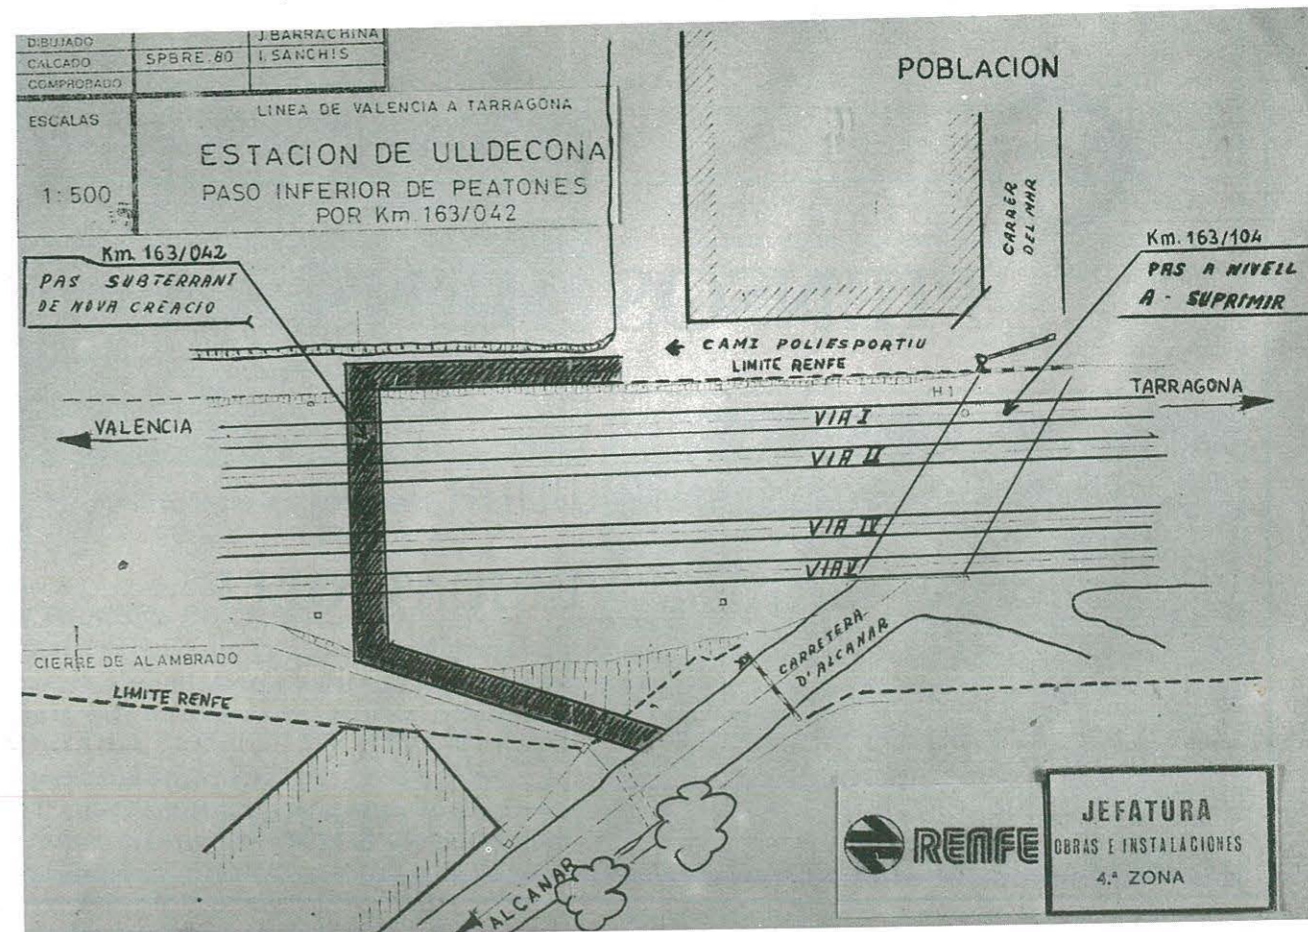 DIBUJADO J. BARRACHINA
CALCADO SPBRE. 80 I. SANCHIS
COMPROBADO
ESCALAS
1:500
LINEA DE VALENCIA A TARRAGONA
ESTACION DE ULLDECONA
PASO INFERIOR DE PEATONES
POR Km. 163/042
POBLACION
CARRER
DEL MAR
Km. 163/042
PAS SUBTERRANI
DE NOVA CREACIO
Km. 163/104
PAS A NIVELL
A - SUPRIMIR
CAMI POLIESPORTIU
LIMITE RENFE
H1
VALENCIA
TARRAGONA
VIA I
VIA II
VIA IV
VIA V
CIERRE DE ALAMBRADO
LIMITE RENFE
CARRETERA
D'ALCANAR
ALCANAR
RENFE
JEFATURA
OBRAS E INSTALACIONES
4.ª ZONA